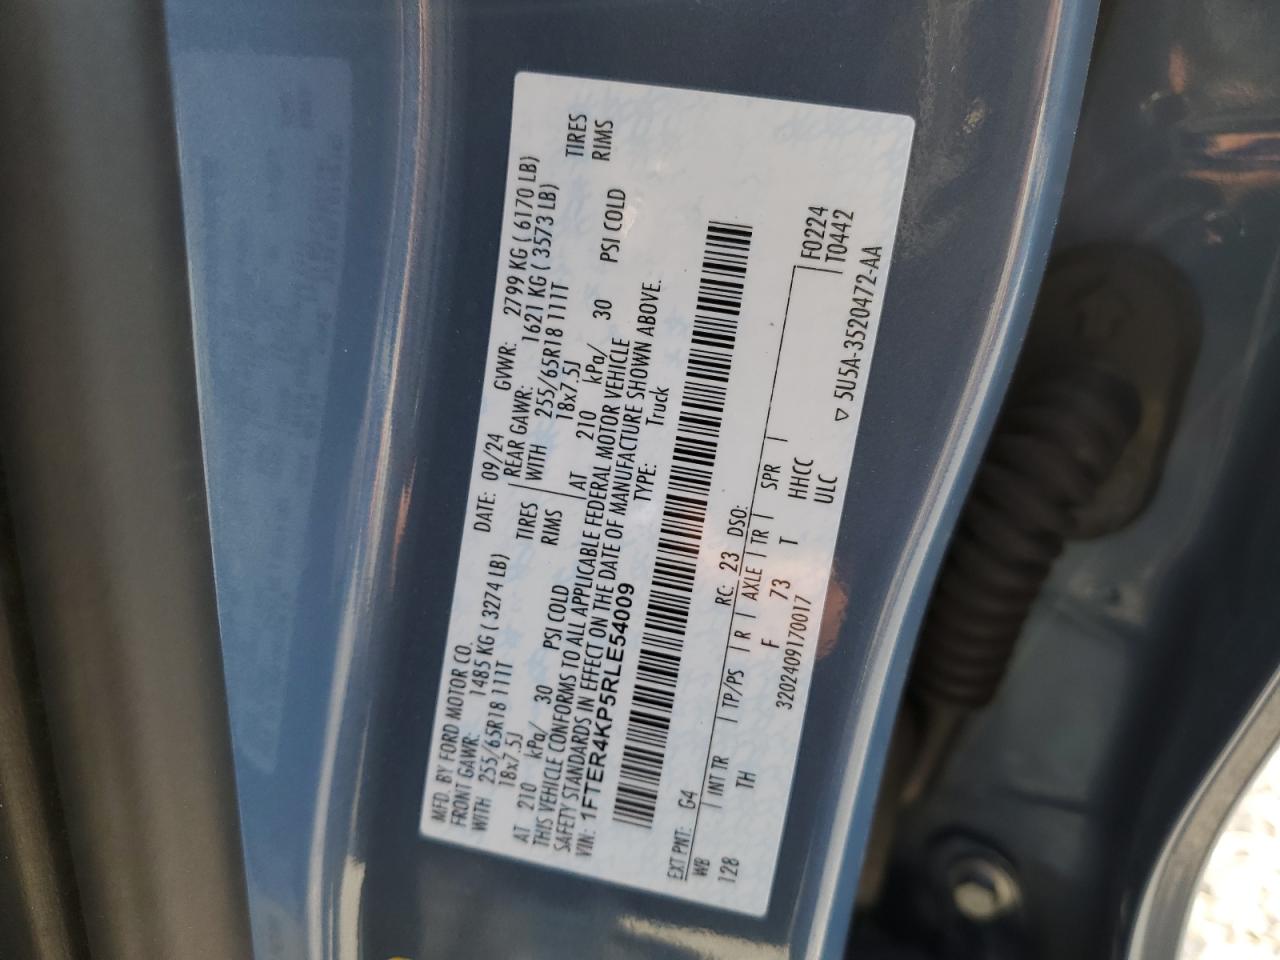 MFD. BY FORD MOTOR CO.
DATE: 09/24 GVWR: 2799 KG ( 6170 LB)
FRONT GAWR: 1485 KG ( 3274 LB) REAR GAWR: 1621 KG ( 3573 LB)
WITH 255/65R18 111T TIRES WITH 255/65R18 111T TIRES
18x7.5J RIMS 18x7.5J RIMS
AT 210 kPa/ 30 PSI COLD AT 210 kPa/ 30 PSI COLD
THIS VEHICLE CONFORMS TO ALL APPLICABLE FEDERAL MOTOR VEHICLE
SAFETY STANDARDS IN EFFECT ON THE DATE OF MANUFACTURE SHOWN ABOVE.
VIN: 1FTER4KP5RLE54009 TYPE: Truck
EXT PNT: G4 RC: 23 DSO:
WB INT TR TP/PS R AXLE TR SPR
128 TH F 73 T HHCC F0224
3202409170017 ULC T0442
▽ 5U5A-3520472-AA